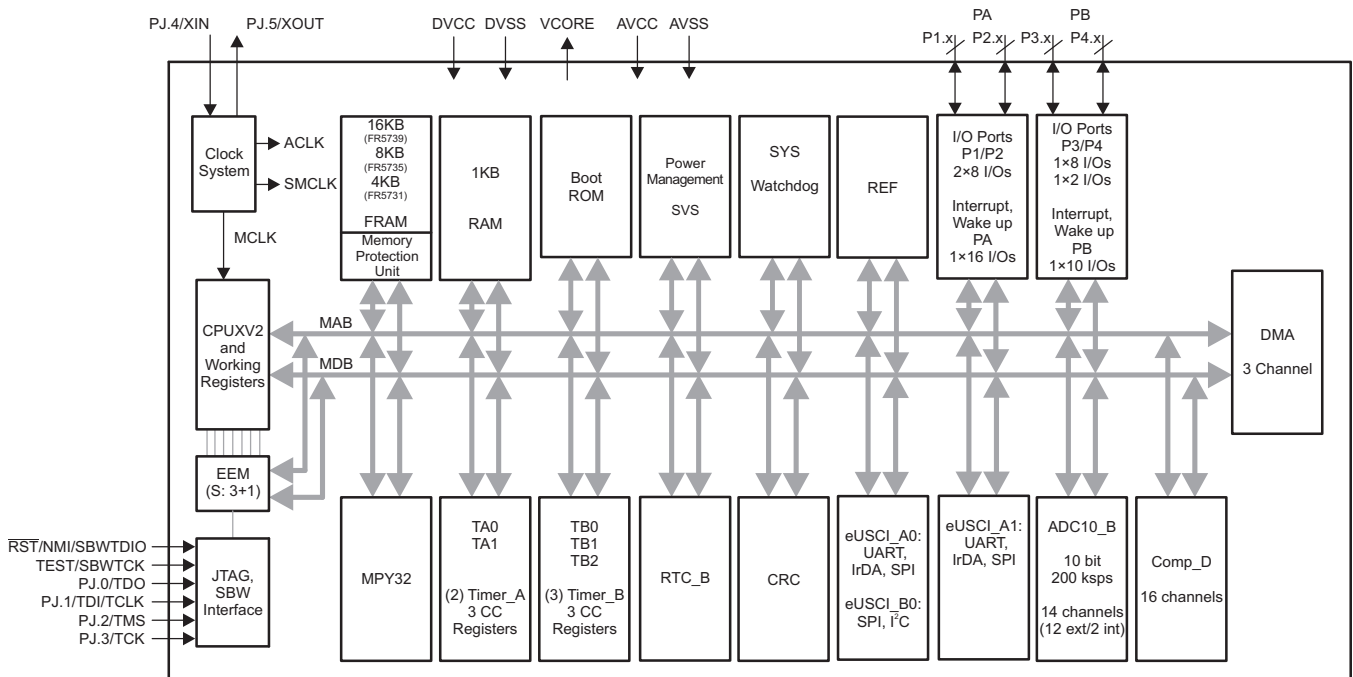 PJ.4/XIN
PJ.5/XOUT
DVCC
DVSS
VCORE
AVCC
AVSS
PA
PB
P1.x
P2.x
P3.x
P4.x
Clock
System
ACLK
SMCLK
MCLK
16KB
(FR5739)
8KB
(FR5735)
4KB
(FR5731)
FRAM
Memory
Protection
Unit
1KB
RAM
Boot
ROM
Power
Management
SVS
SYS
Watchdog
REF
I/O Ports
P1/P2
2×8 I/Os
Interrupt,
Wake up
PA
1×16 I/Os
I/O Ports
P3/P4
1×8 I/Os
1×2 I/Os
Interrupt,
Wake up
PB
1×10 I/Os
CPUXV2
and
Working
Registers
MAB
MDB
DMA
3 Channel
EEM
(S: 3+1)
RST/NMI/SBWTDIO
TEST/SBWTCK
PJ.0/TDO
PJ.1/TDI/TCLK
PJ.2/TMS
PJ.3/TCK
JTAG,
SBW
Interface
MPY32
TA0
TA1
(2) Timer_A
3 CC
Registers
TB0
TB1
TB2
(3) Timer_B
3 CC
Registers
RTC_B
CRC
eUSCI_A0:
UART,
IrDA, SPI
eUSCI_B0:
SPI, I²C
eUSCI_A1:
UART,
IrDA, SPI
ADC10_B
10 bit
200 ksps
14 channels
(12 ext/2 int)
Comp_D
16 channels